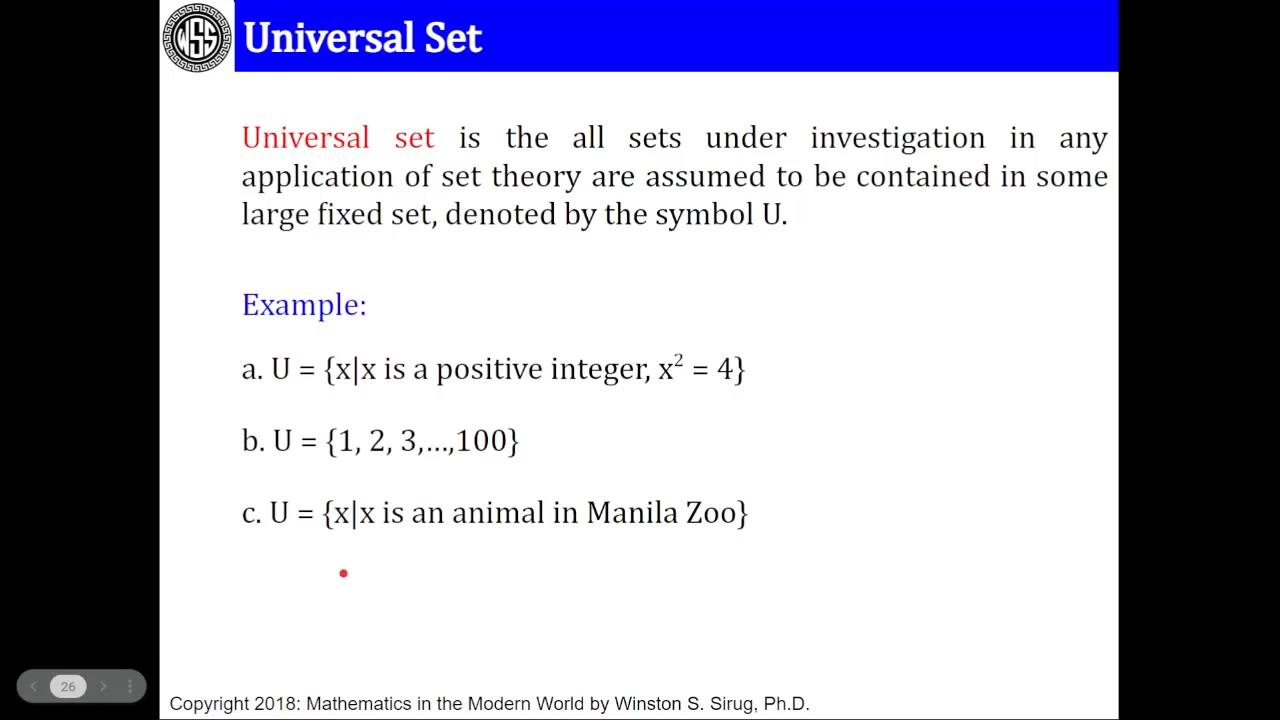 WSS
Universal Set
Universal set is the all sets under investigation in any
application of set theory are assumed to be contained in some
large fixed set, denoted by the symbol U.
Example:
a. U = {x|x is a positive integer, x² = 4}
b. U = {1, 2, 3,...,100}
c. U = {x|x is an animal in Manila Zoo}
26
Copyright 2018: Mathematics in the Modern World by Winston S. Sirug, Ph.D.